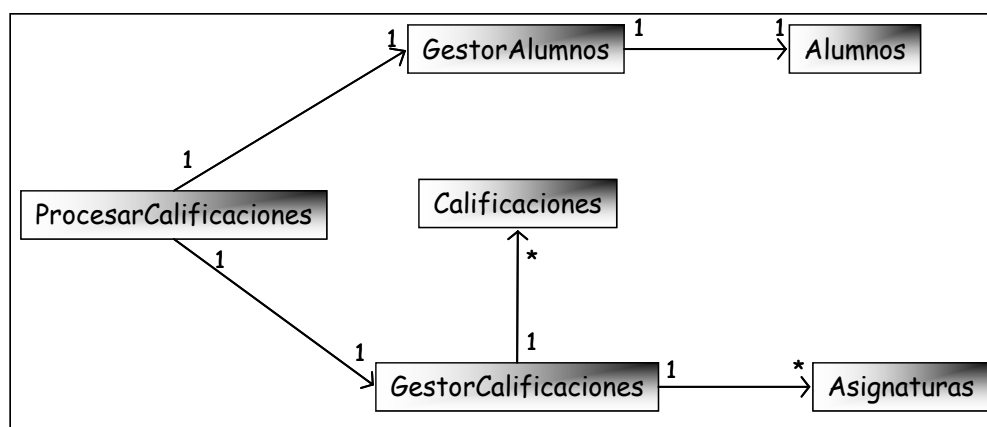 1 GestorAlumnos 1 1 Alumnos
1
ProcesarCalificaciones
Calificaciones
1
*
1
1
GestorCalificaciones 1 * Asignaturas